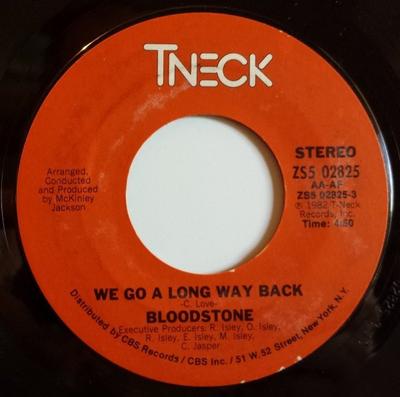 TNECK
STEREO
ZS5 02825
AA-AF
ZS5 02825-3
℗ 1982 T-Neck
Records, Inc.
Time: 4:50
Arranged,
Conducted
and Produced
by McKinley
Jackson
WE GO A LONG WAY BACK
-C. Love-
BLOODSTONE
Executive Producers: R. Isley, O. Isley,
R. Isley, E. Isley, M. Isley,
C. Jasper
Distributed by CBS Records / CBS Inc. / 51 W. 52 Street, New York, N.Y.